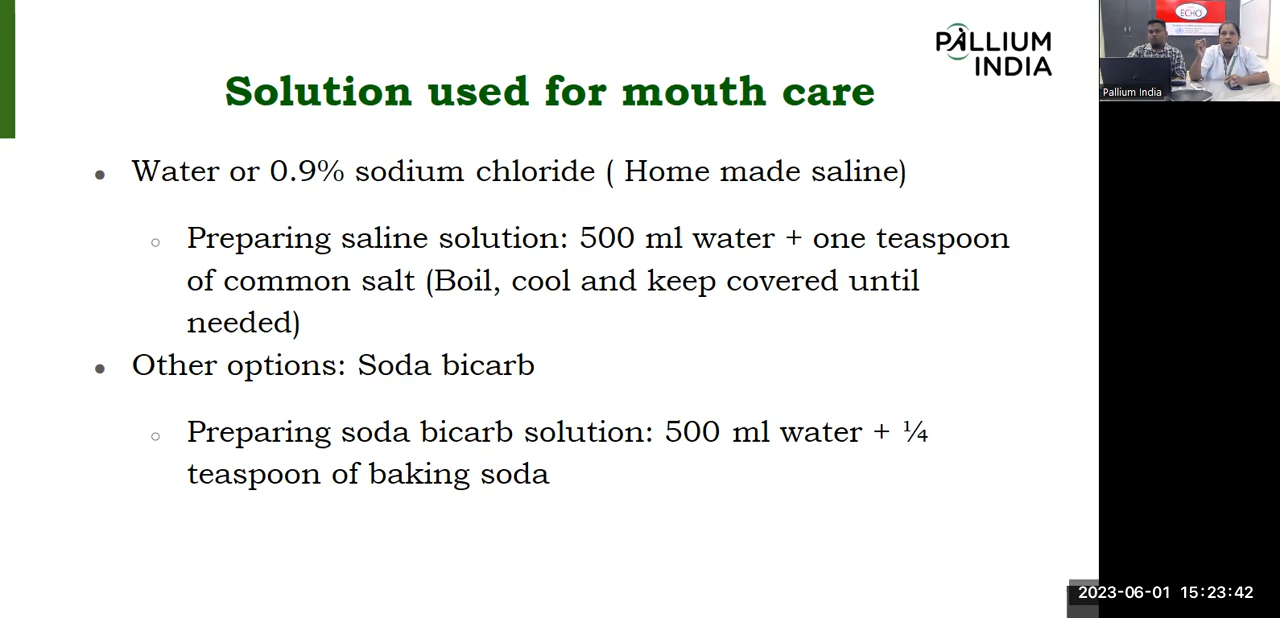 PALLIUM
INDIA
Solution used for mouth care
• Water or 0.9% sodium chloride ( Home made saline)
○ Preparing saline solution: 500 ml water + one teaspoon
of common salt (Boil, cool and keep covered until
needed)
• Other options: Soda bicarb
○ Preparing soda bicarb solution: 500 ml water + ¼
teaspoon of baking soda
ECHO
Pallium India
2023-06-01 15:23:42